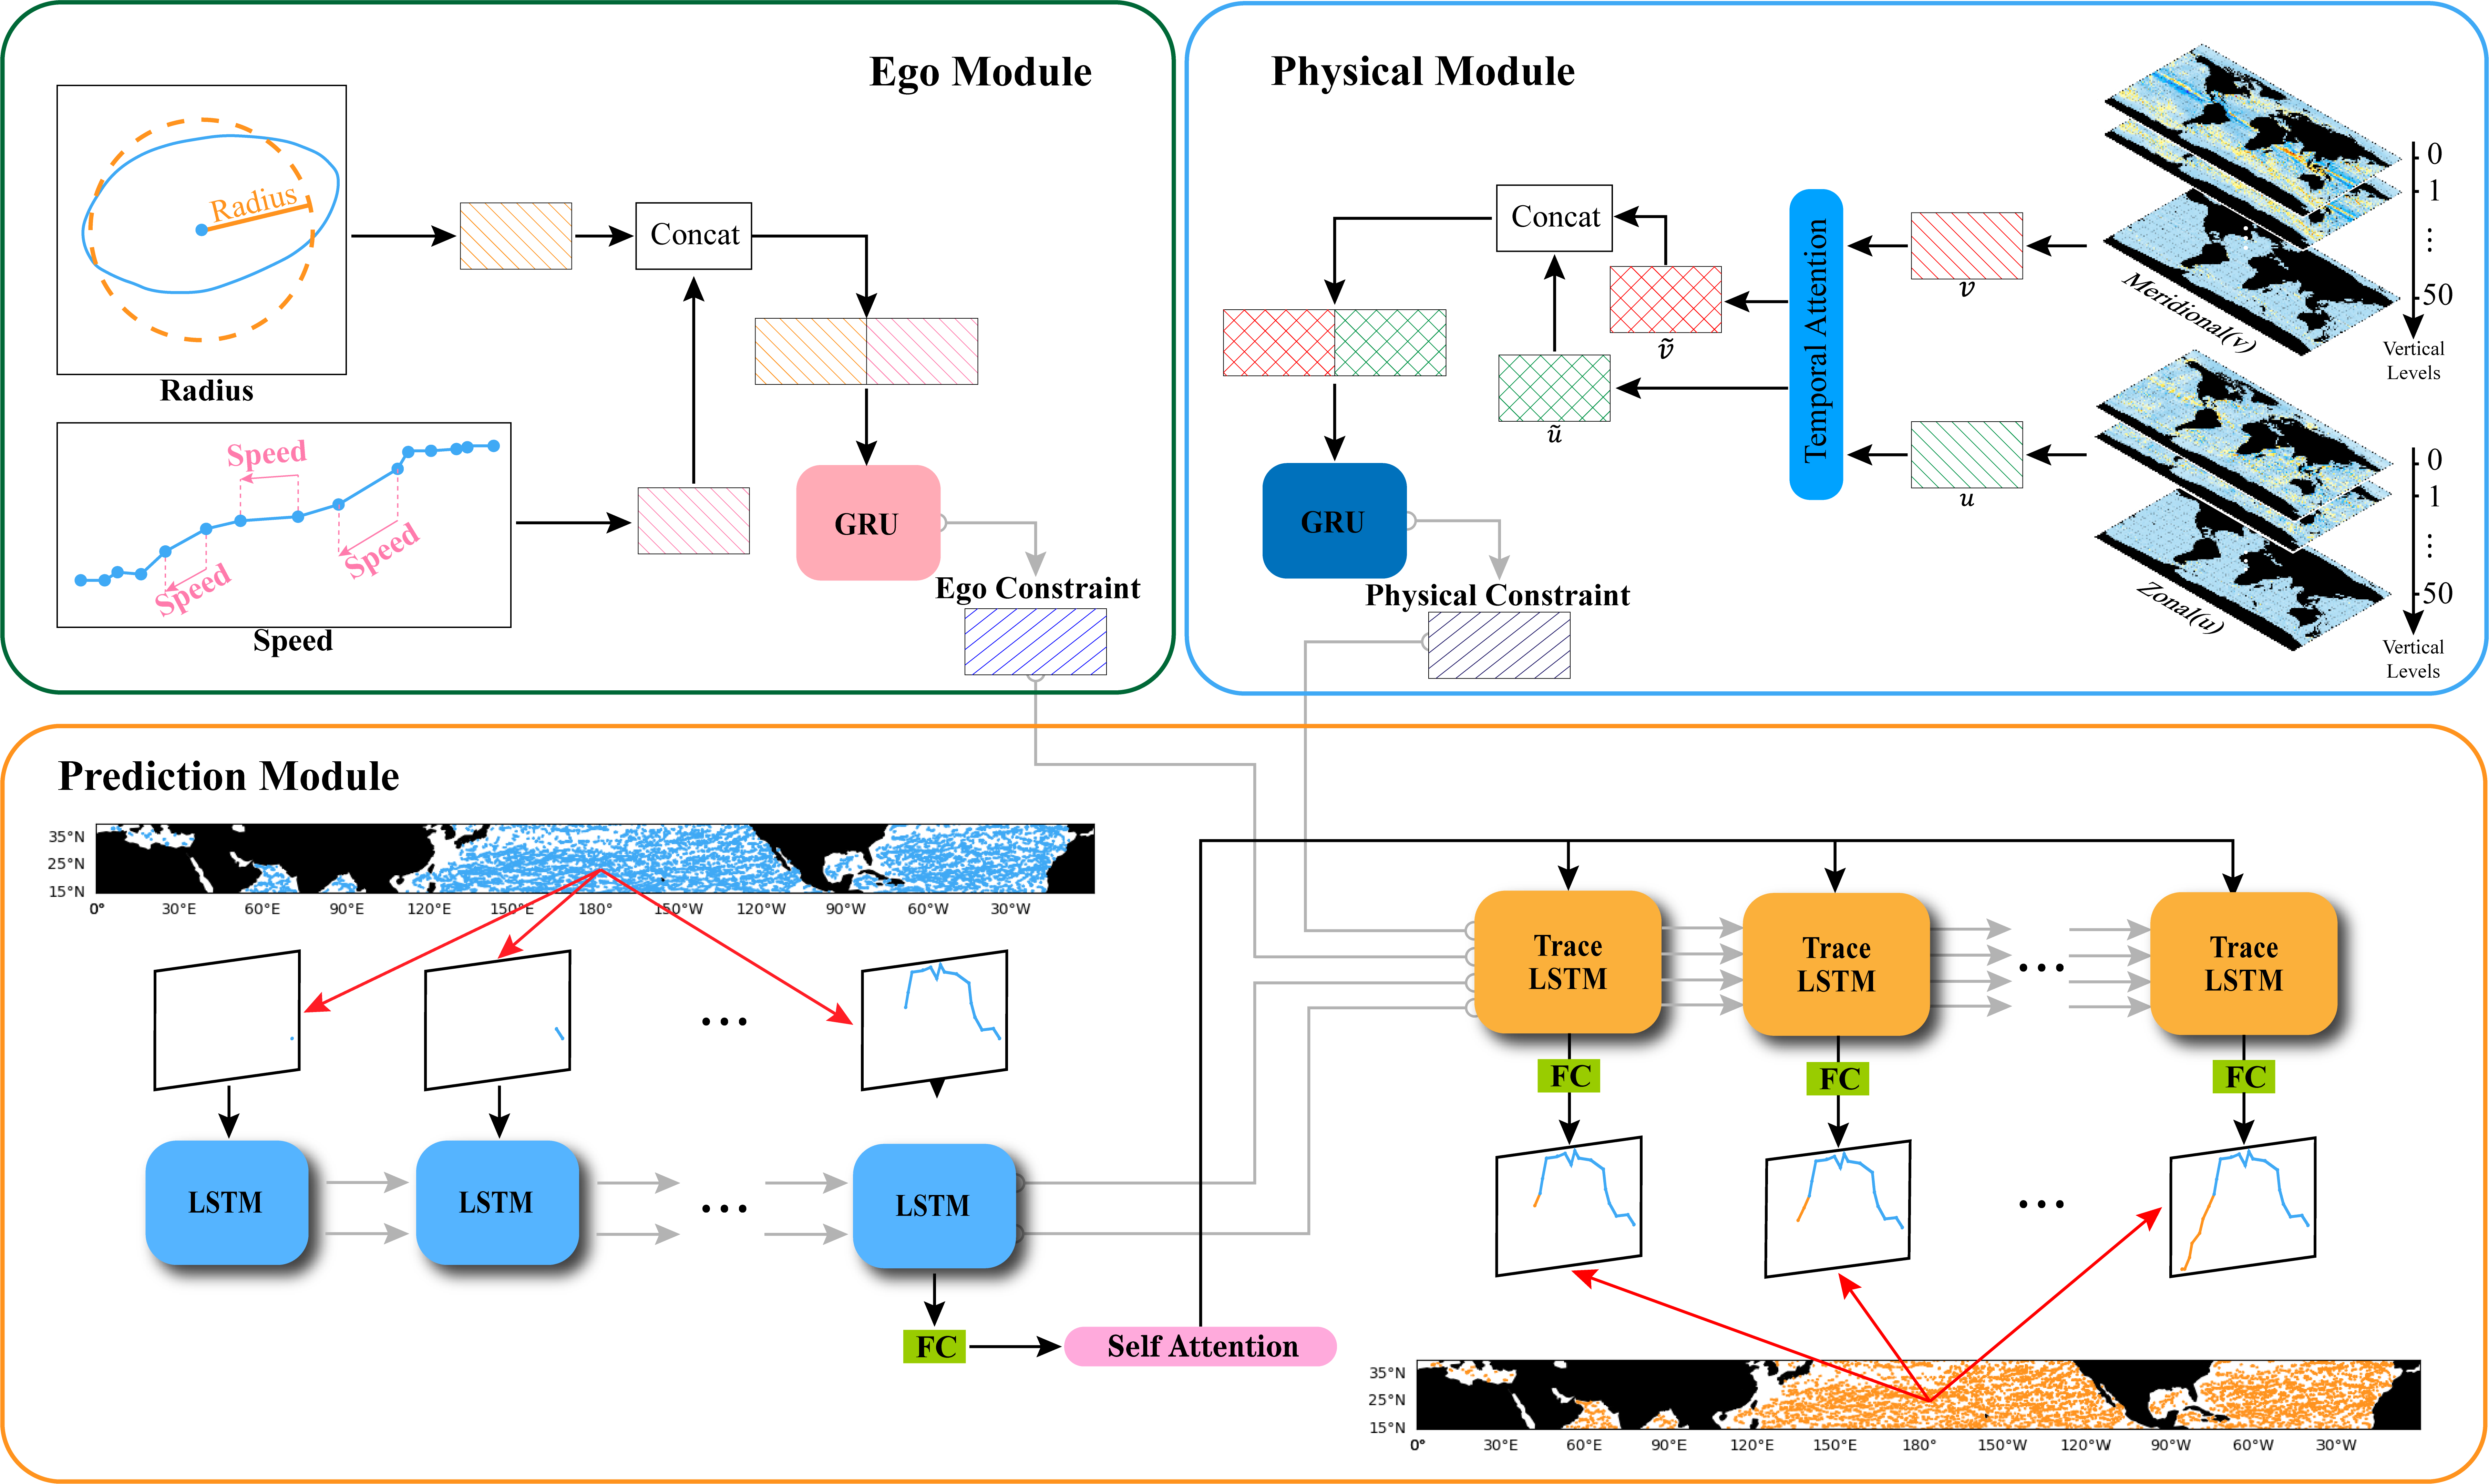 Ego Module
Radius
Concat
Radius
Speed
Speed
Speed
GRU
Speed
Ego Constraint
Physical Module
Concat
Temporal Attention
v
ṽ
u
ũ
Meridional(v)
0
1
50
Vertical
Levels
Zonal(u)
0
1
50
Vertical
Levels
GRU
Physical Constraint
Prediction Module
35°N
25°N
15°N
0° 30°E 60°E 90°E 120°E 150°E 180° 150°W 120°W 90°W 60°W 30°W
...
LSTM
LSTM
...
LSTM
FC
Self Attention
Trace
LSTM
Trace
LSTM
...
Trace
LSTM
FC
FC
FC
...
35°N
25°N
15°N
0° 30°E 60°E 90°E 120°E 150°E 180° 150°W 120°W 90°W 60°W 30°W